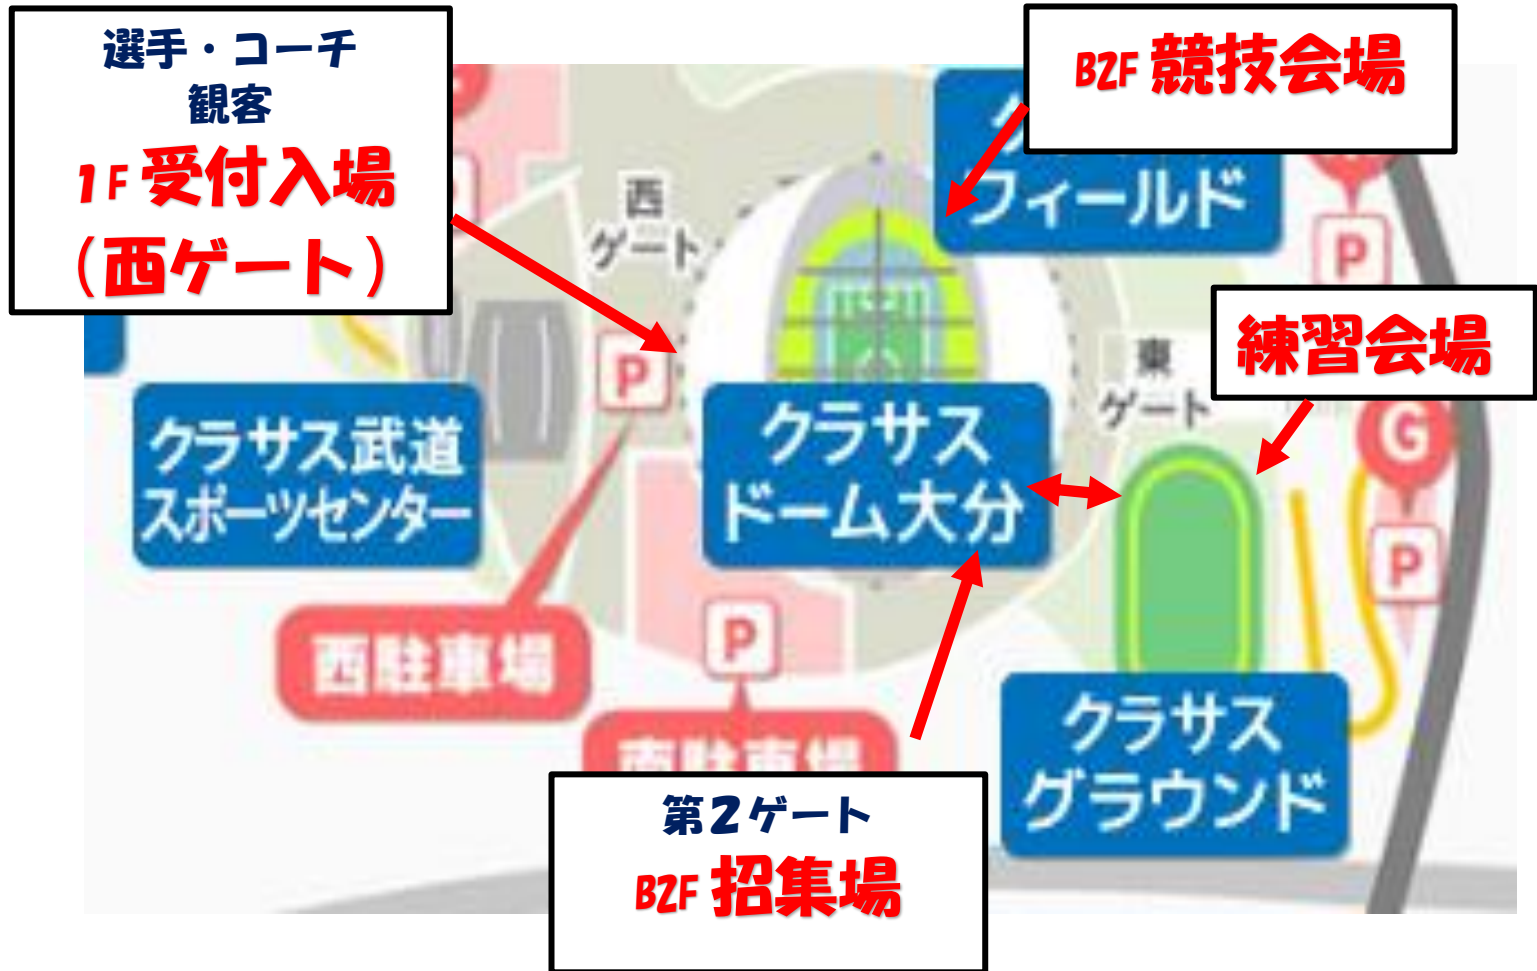 選手・コーチ
観客
1F 受付入場
(西ゲート)
B2F 競技会場
フィールド
西
ゲート
P
P
練習会場
東
ゲート
G
P
クラサス武道
スポーツセンター
クラサス
ドーム大分
西駐車場
P
南駐車場
クラサス
グラウンド
第2ゲート
B2F 招集場